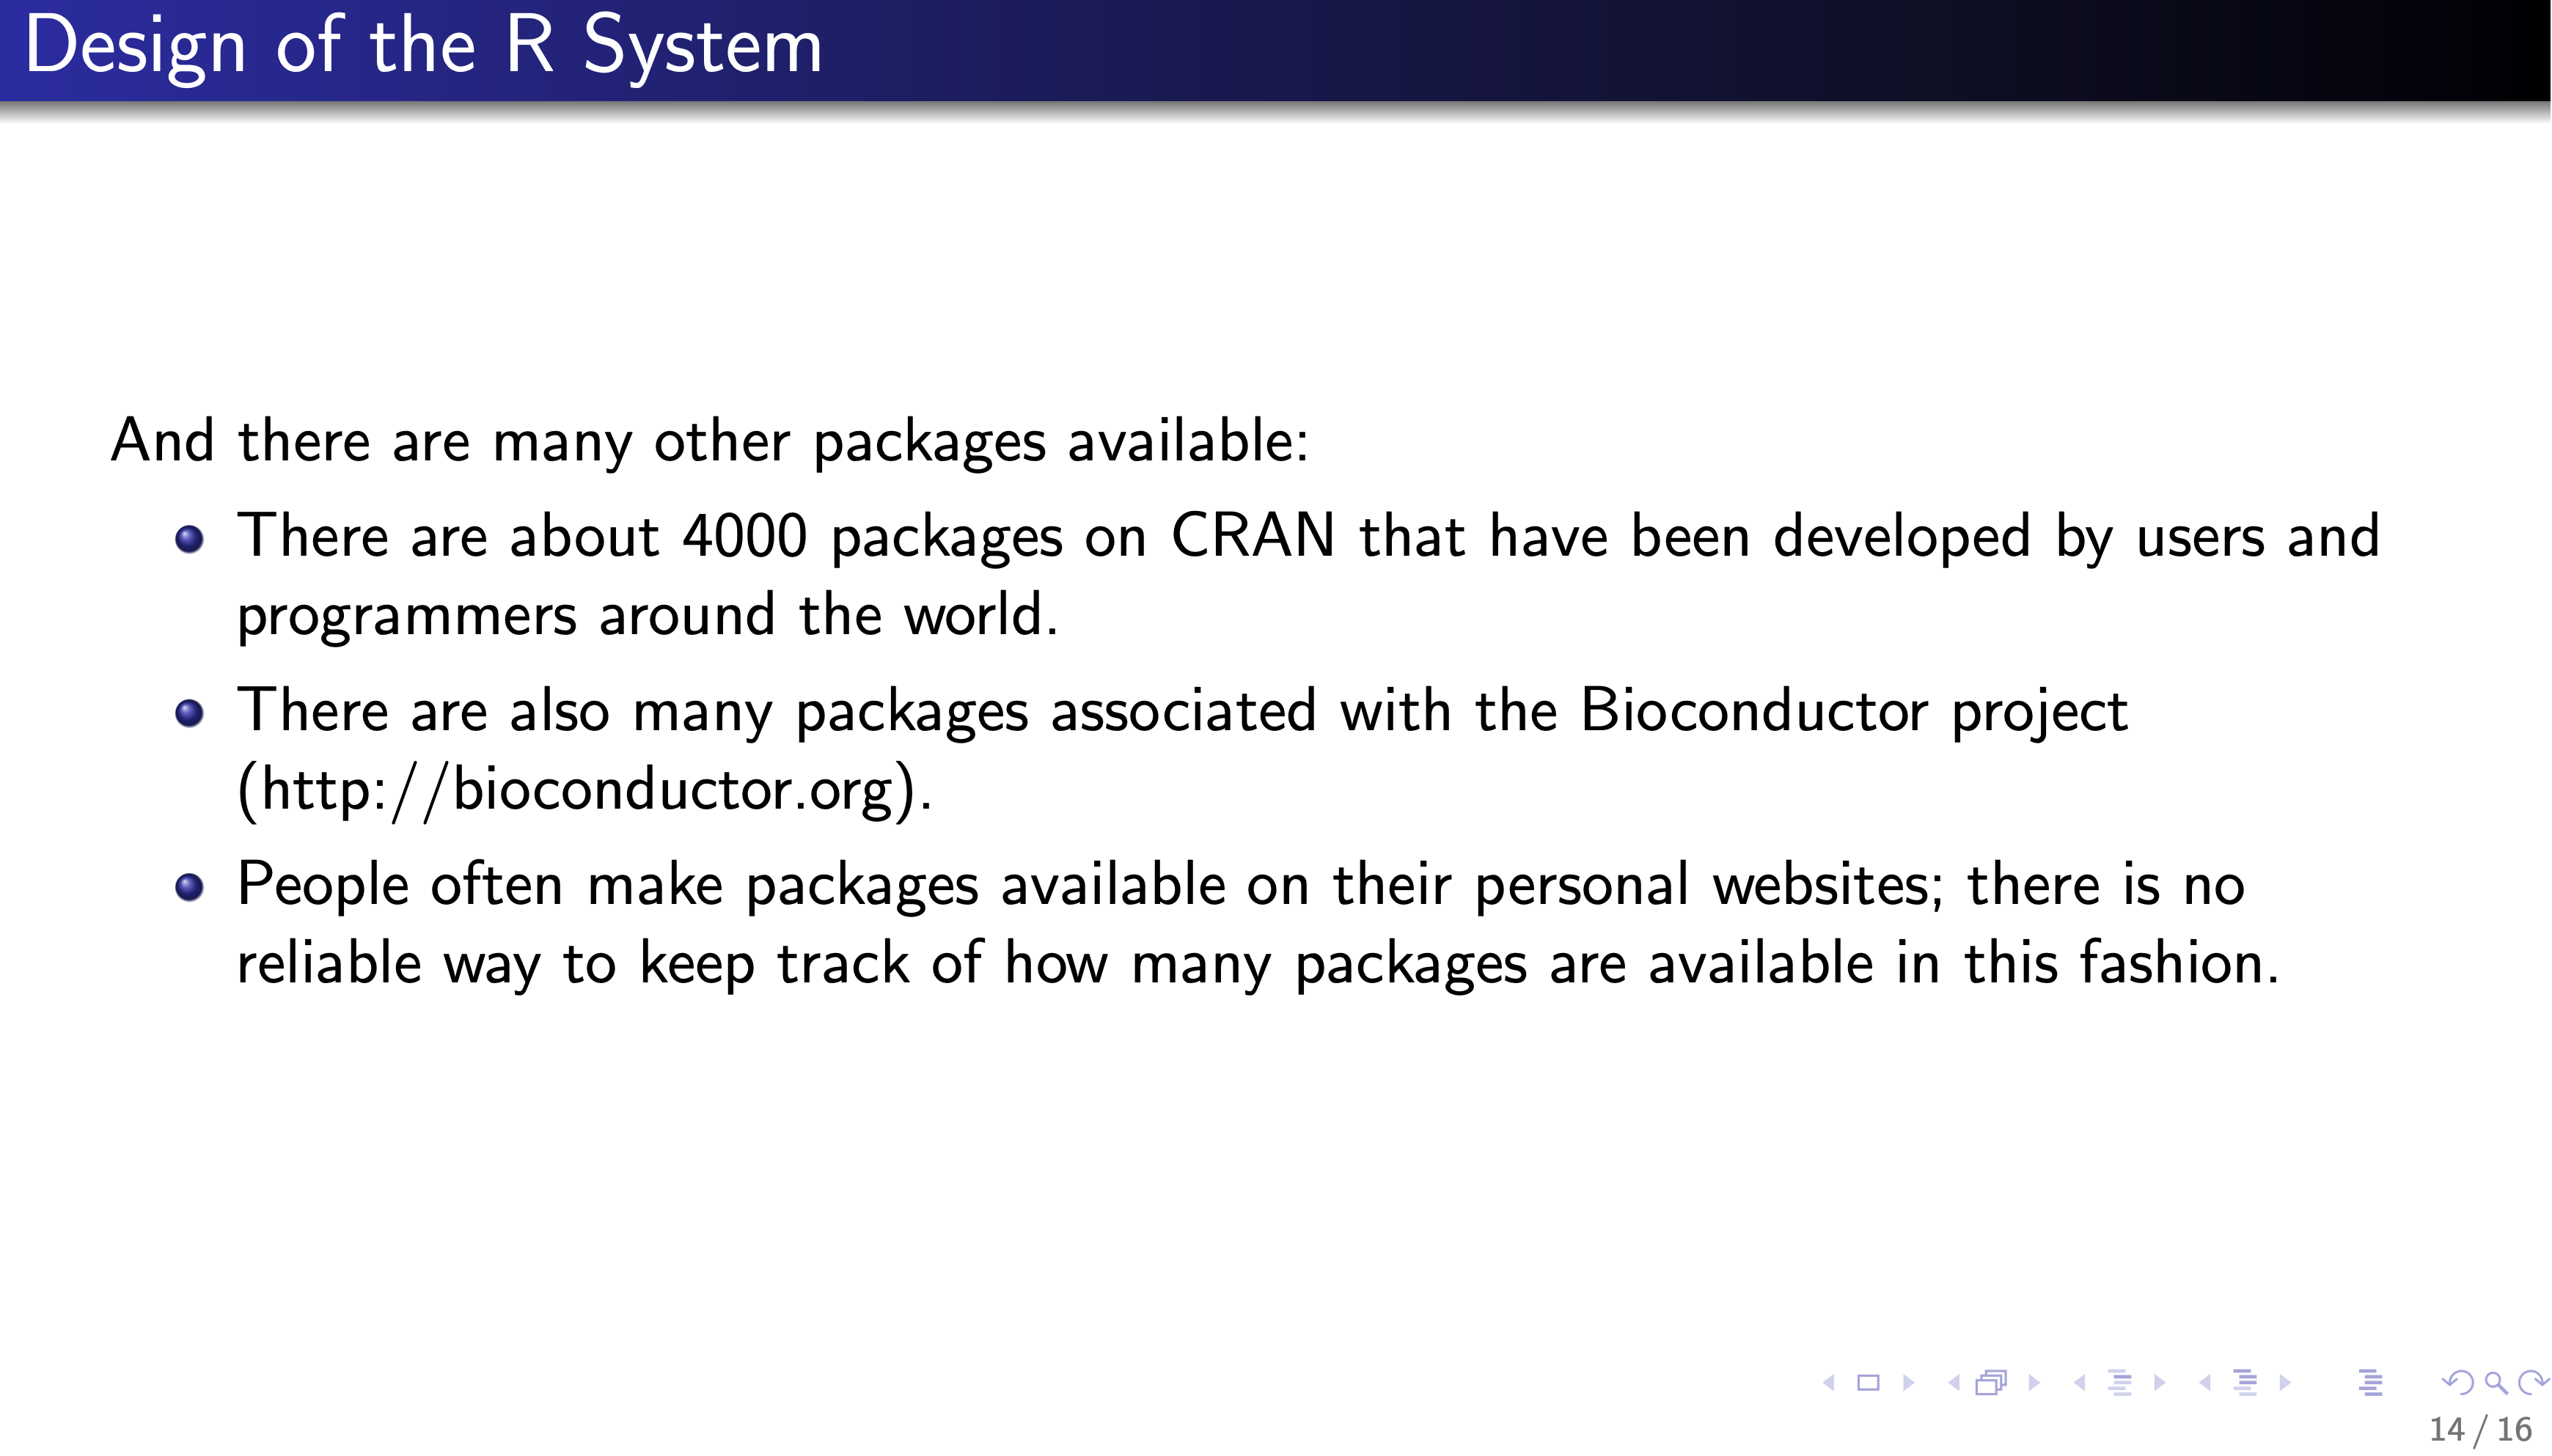 Design of the R System
And there are many other packages available:
There are about 4000 packages on CRAN that have been developed by users and
programmers around the world.
There are also many packages associated with the Bioconductor project
(http://bioconductor.org).
People often make packages available on their personal websites; there is no
reliable way to keep track of how many packages are available in this fashion.
14 / 16